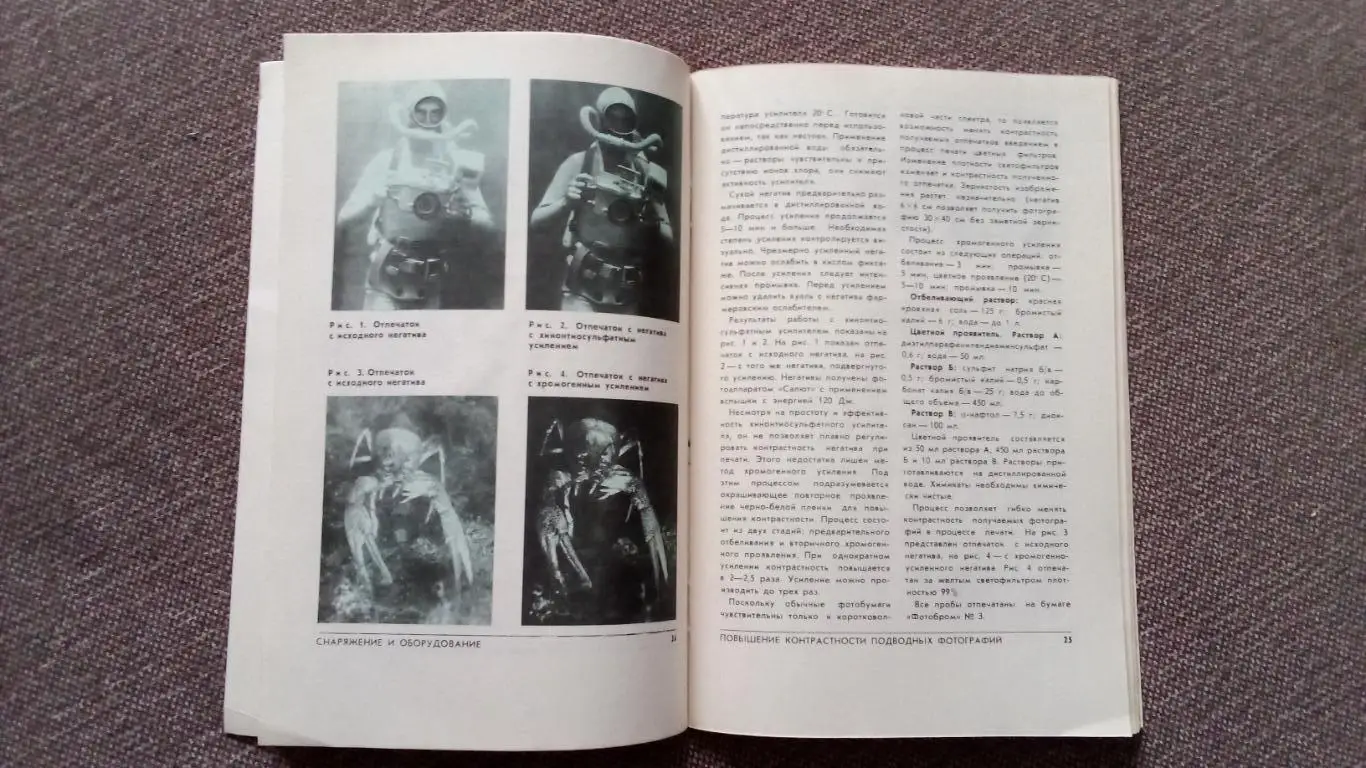 Рис. 1. Отпечаток
с исходного негатива
Рис. 2. Отпечаток с негатива
с хинонтиосульфатным
усилением
Рис. 3. Отпечаток
с исходного негатива
Рис. 4. Отпечаток с негатива
с хромогенным усилением
СНАРЯЖЕНИЕ И ОБОРУДОВАНИЕ
пература усилителя 20°С. Готовится
он непосредственно перед использо-
ванием, так как нестоек. Применение
дистиллированной воды обязатель-
но — растворы чувствительны к при-
сутствию ионов хлора, они снижают
активность усилителя.
Сухой негатив предварительно раз-
мачивается в дистиллированной во-
де. Процесс усиления продолжается
5—10 мин и больше. Необходимая
степень усиления контролируется ви-
зуально. Чрезмерно усиленный нега-
тив можно ослабить в кислом фикса-
же. После усиления следует интен-
сивная промывка. Перед усилением
можно удалить вуаль с негатива фар-
меровским ослабителем.
Результаты работы с хинонтио-
сульфатным усилителем показаны на
рис. 1 и 2. На рис. 1 показан отпе-
чаток с исходного негатива, на рис.
2 — с того же негатива, подвергнуто-
го усилению. Негативы получены фо-
тоаппаратом «Салют» с применением
вспышки с энергией 120 Дж.
Несмотря на простоту и эффектив-
ность хинонтиосульфатного усилите-
ля, он не позволяет плавно регули-
ровать контрастность негатива при
печати. Этого недостатка лишен ме-
тод хромогенного усиления. Под
этим процессом подразумевается
окрашивающее повторное проявле-
ние черно-белой пленки для повы-
шения контрастности. Процесс состо-
ит из двух стадий: предварительного
отбеливания и вторичного хромоген-
ного проявления. При однократном
усилении контрастность повышается
в 2—2,5 раза. Усиление можно про-
изводить до трех раз.
Поскольку обычные фотобумаги
чувствительны только к коротковол-
новой части спектра, то появляется
возможность менять контрастность
получаемых отпечатков введением в
процесс печати цветных фильтров.
Изменение плотности светофильтров
изменяет и контрастность полученно-
го отпечатка. Зернистость изображе-
ния растет незначительно (негатив
6×6 см позволяет получить фотогра-
фию 30×40 см без заметной зерни-
стости).
Процесс хромогенного усиления
состоит из следующих операций: от-
беливание — 3 мин, промывка —
5 мин, цветное проявление (20°С) —
5—10 мин; промывка — 10 мин.
Отбеливающий раствор: красная
кровяная соль — 125 г; бромистый
калий — 6 г; вода — до 1 л.
Цветной проявитель. Раствор А:
диэтилпарафенилендиаминсульфат —
0,6 г; вода — 50 мл.
Раствор Б: сульфит натрия б/в —
0,5 г; бромистый калий — 0,5 г; кар-
бонат калия б/в — 25 г; вода до об-
щего объема — 450 мл.
Раствор В: α-нафтол — 7,5 г; диок-
сан — 100 мл.
Цветной проявитель составляется
из 50 мл раствора А, 450 мл раствора
Б и 10 мл раствора В. Растворы при-
готавливаются на дистиллированной
воде. Химикаты необходимы химиче-
ски чистые.
Процесс позволяет гибко менять
контрастность получаемых фотогра-
фий в процессе печати. На рис. 3
представлен отпечаток с исходного
негатива, на рис. 4 — с хромогенно-
усиленного негатива. Рис. 4 отпеча-
тан за желтым светофильтром плот-
ностью 99%
Все пробы отпечатаны на бумаге
«Фотобром» № 3.
ПОВЫШЕНИЕ КОНТРАСТНОСТИ ПОДВОДНЫХ ФОТОГРАФИЙ 25